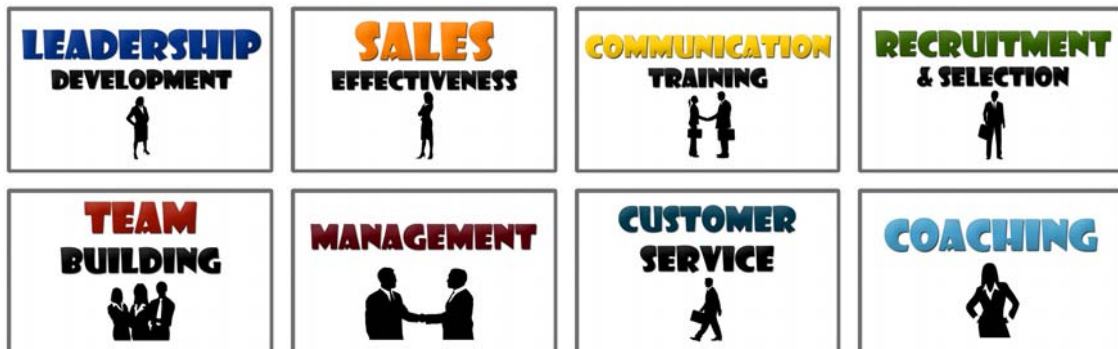 LEADERSHIP
DEVELOPMENT
SALES
EFFECTIVENESS
COMMUNICATION
TRAINING
RECRUITMENT
& SELECTION
TEAM
BUILDING
MANAGEMENT
CUSTOMER
SERVICE
COACHING